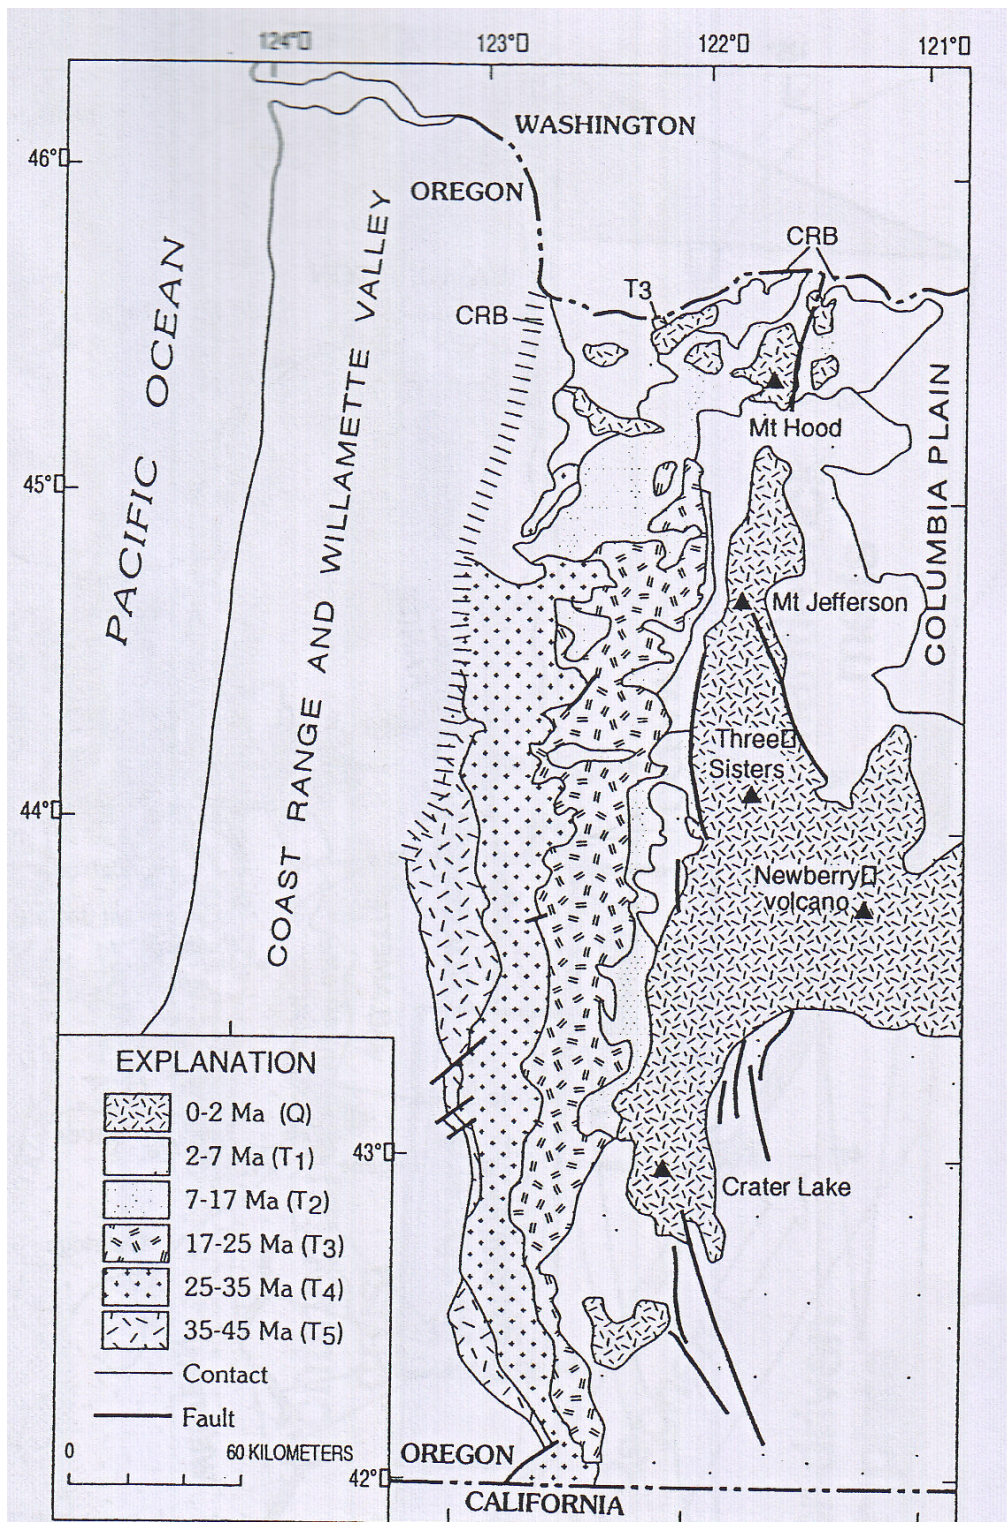 124°▯ 123°▯ 122°▯ 121°▯
WASHINGTON
46°▯
OREGON
CRB
T3
CRB
PACIFIC OCEAN
COAST RANGE AND WILLAMETTE VALLEY
COLUMBIA PLAIN
Mt Hood
45°▯
Mt Jefferson
Three▯
Sisters
44°▯
Newberry▯
volcano
EXPLANATION
0-2 Ma (Q)
2-7 Ma (T1)
7-17 Ma (T2)
17-25 Ma (T3)
25-35 Ma (T4)
35-45 Ma (T5)
Contact
Fault
0 60 KILOMETERS
43°▯
Crater Lake
OREGON
42°▯
CALIFORNIA